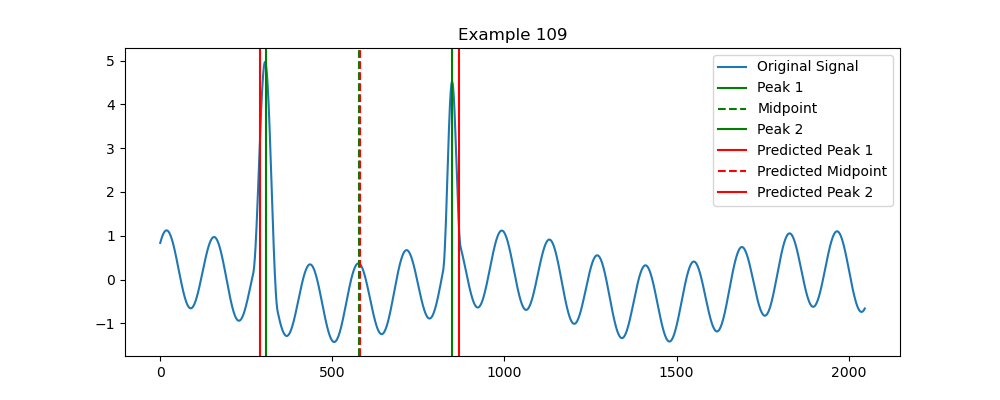 Example 109
5
4
3
2
1
0
−1
0
500
1000
1500
2000
Original Signal
Peak 1
Midpoint
Peak 2
Predicted Peak 1
Predicted Midpoint
Predicted Peak 2